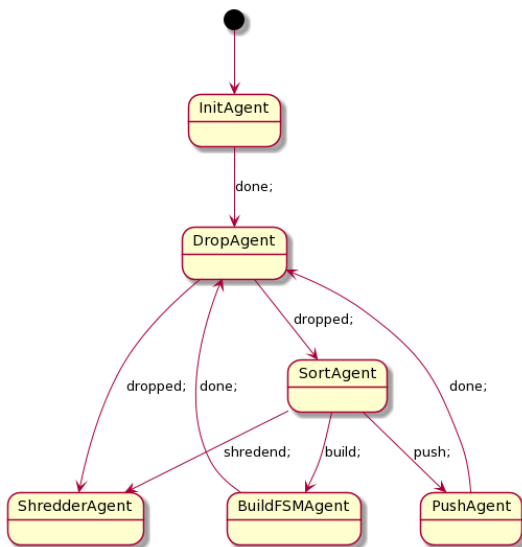 InitAgent
done;
DropAgent
dropped;
SortAgent
dropped;
done;
done;
shredend;
build;
push;
ShredderAgent
BuildFSMAgent
PushAgent